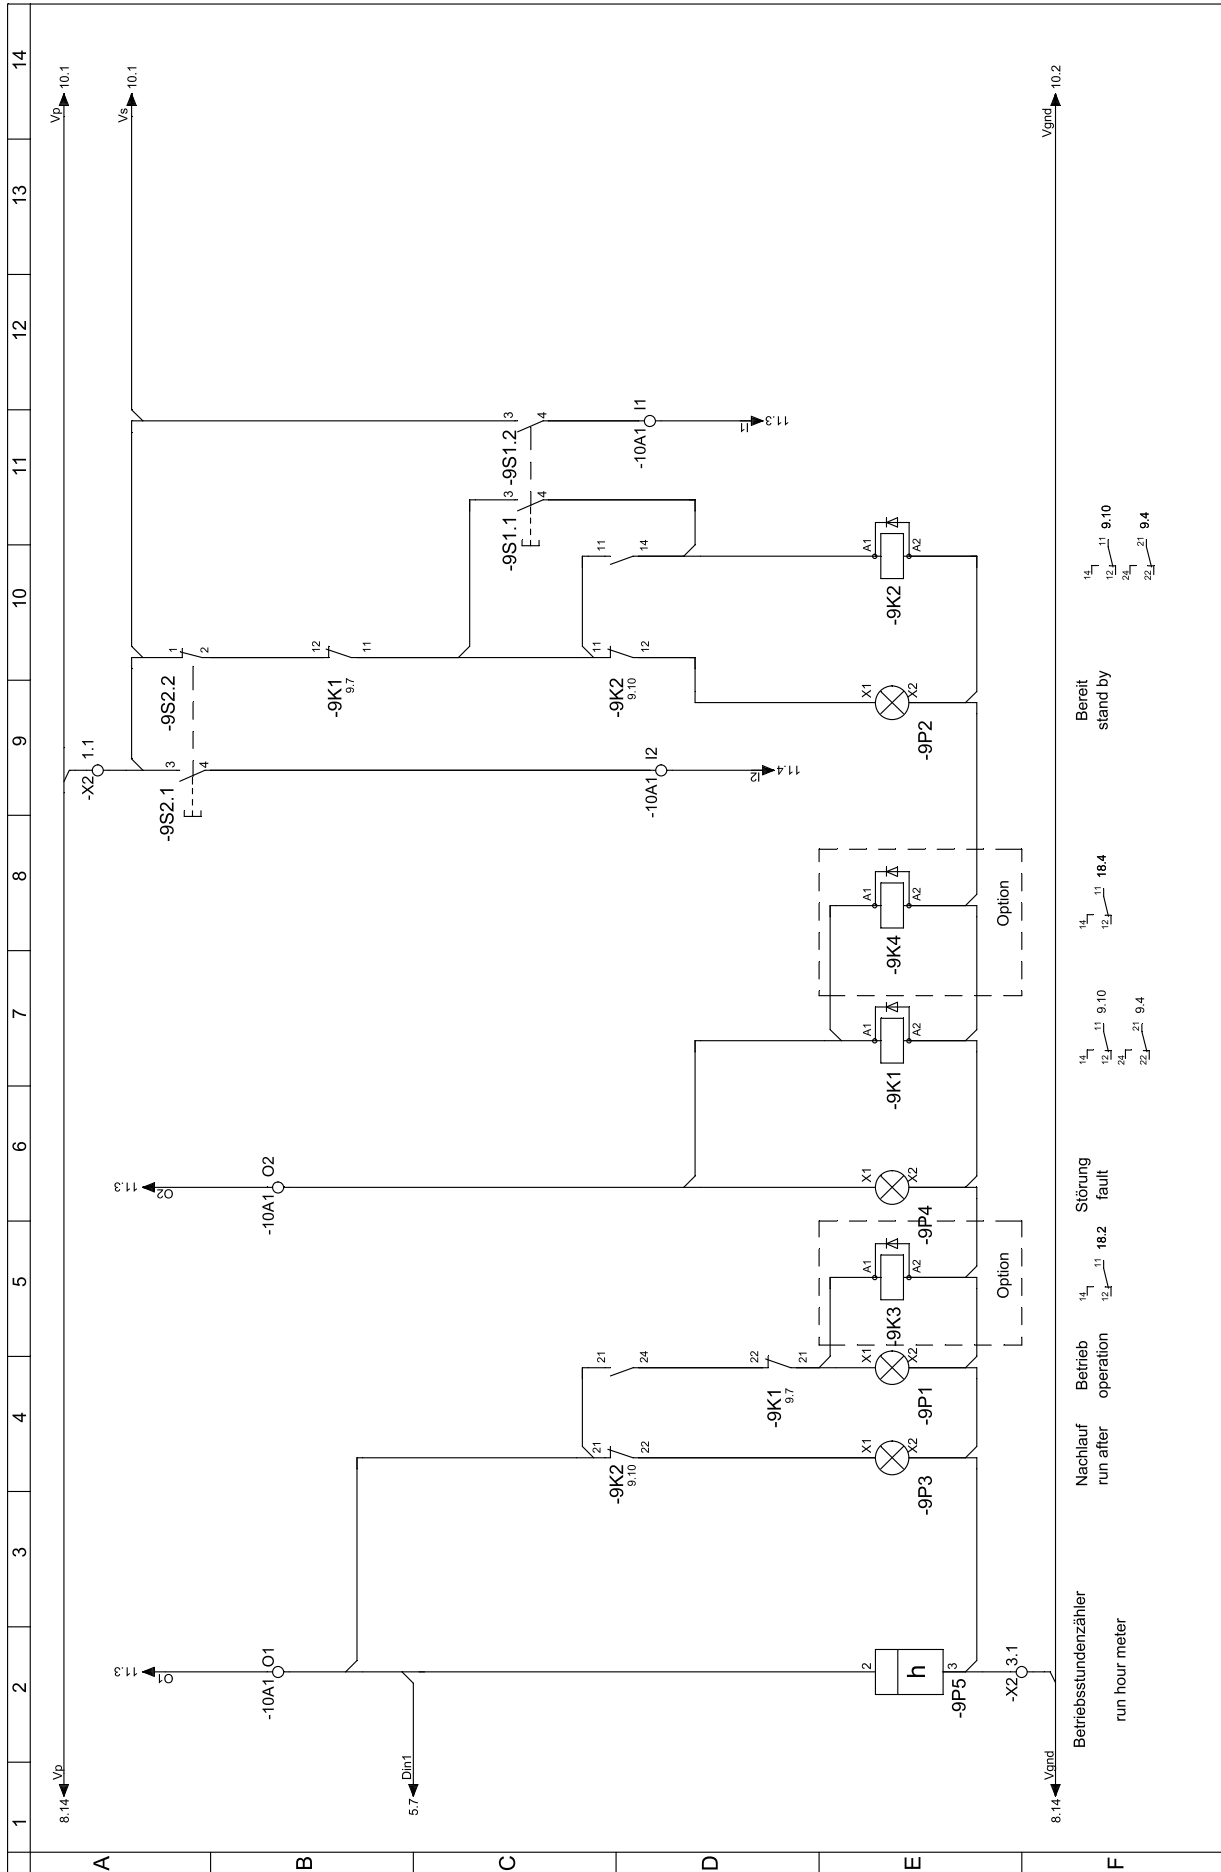 1 2 3 4 5 6 7 8 9 10 11 12 13 14
A
B
C
D
E
F
8.14
Vp
Vp
10.1
Vs
10.1
11.3
O1
-10A1
O1
5.7
Din1
2
h
3
-9P5
-X2
3.1
8.14
Vgnd
Vgnd
10.2
21
22
-9K2
9.10
X1
X2
-9P3
21
24
22
21
-9K1
9.7
X1
X2
-9P1
A1
A2
-9K3
Option
11.3
O2
-10A1
O2
X1
X2
-9P4
A1
A2
-9K1
A1
A2
-9K4
Option
-X2
1.1
3
4
-9S2.1
-10A1
I2
I2
11.4
1
2
-9S2.2
12
11
-9K1
9.7
11
12
-9K2
9.10
X1
X2
-9P2
11
14
A1
A2
-9K2
3
4
-9S1.1
3
4
-9S1.2
-10A1
I1
I1
11.3
Betriebsstundenzähler
run hour meter
Nachlauf
run after
Betrieb
operation
Störung
fault
Bereit
stand by
14
12
11
18.2
14
12
11
9.10
24
22
21
9.4
14
12
11
18.4
14
12
11
9.10
24
22
21
9.4